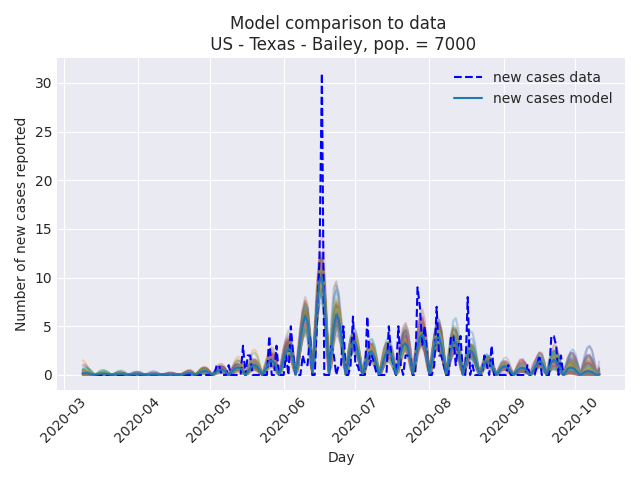 Model comparison to data
US - Texas - Bailey, pop. = 7000
new cases data
new cases model
Number of new cases reported
30
25
20
15
10
5
0
2020-03
2020-04
2020-05
2020-06
2020-07
2020-08
2020-09
2020-10
Day